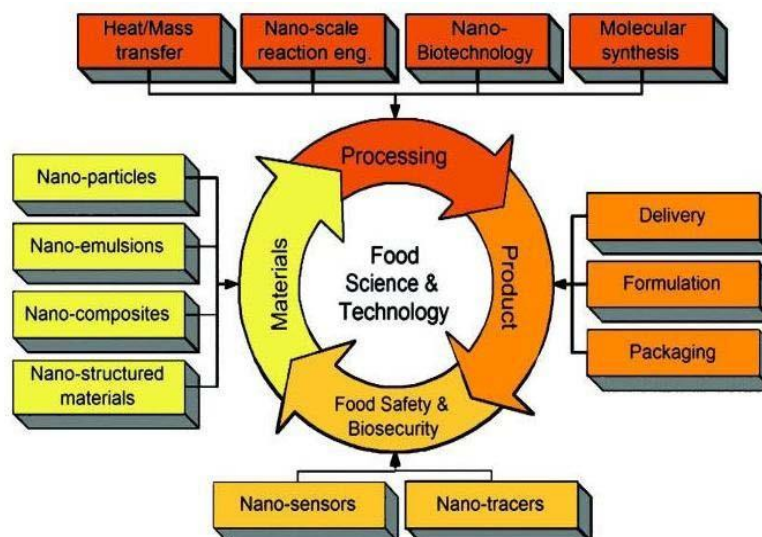 Heat/Mass
transfer
Nano-scale
reaction eng.
Nano-
Biotechnology
Molecular
synthesis
Processing
Nano-particles
Nano-emulsions
Nano-composites
Nano-structured
materials
Materials
Food
Science &
Technology
Product
Delivery
Formulation
Packaging
Food Safety &
Biosecurity
Nano-sensors
Nano-tracers